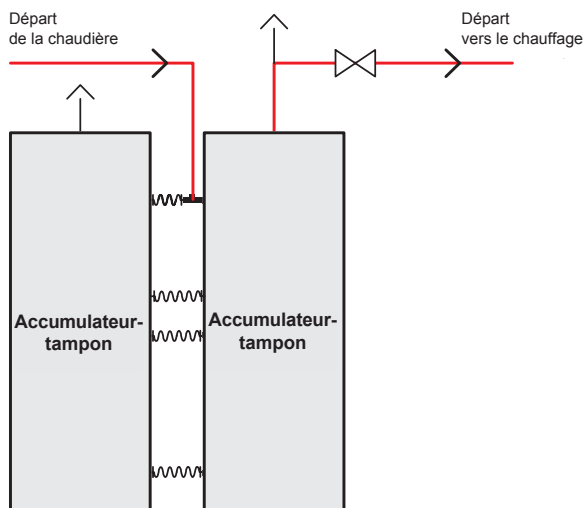 Départ
de la chaudière
Départ
vers le chauffage
Accumulateur-
tampon
Accumulateur-
tampon